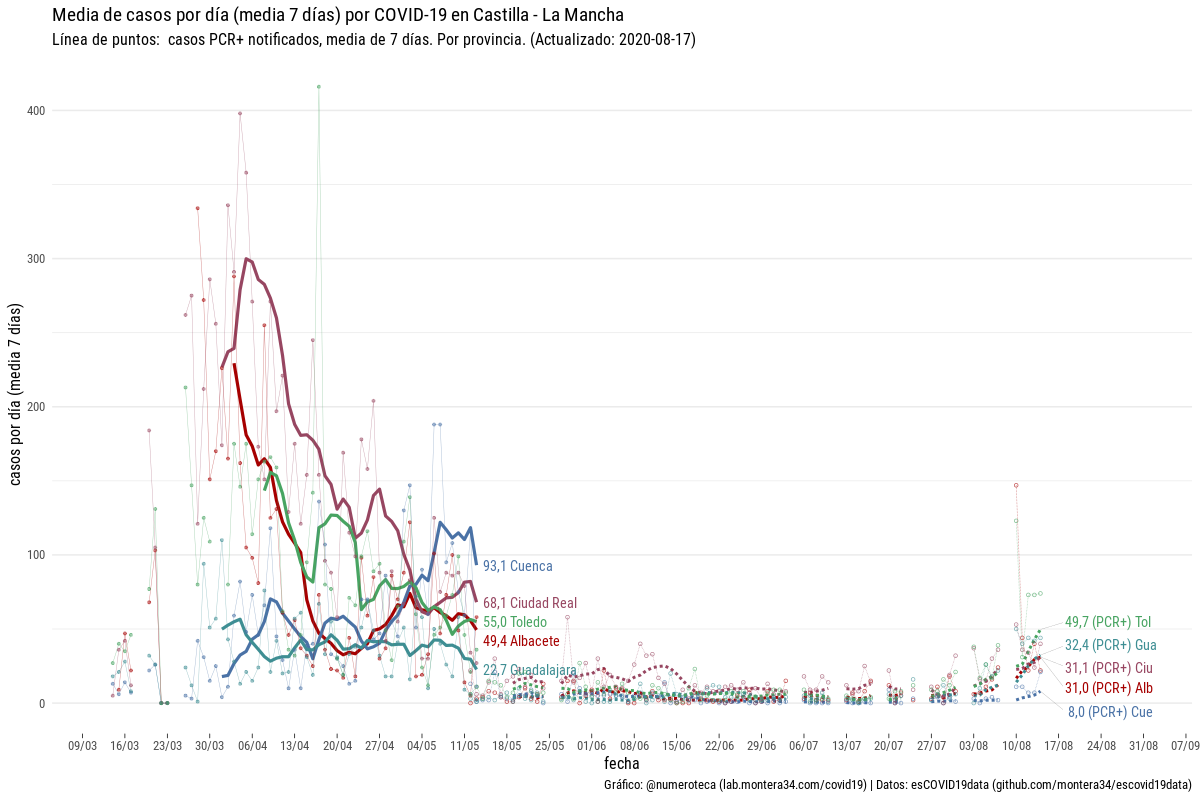 Media de casos por día (media 7 días) por COVID-19 en Castilla - La Mancha
Línea de puntos:  casos PCR+ notificados, media de 7 días. Por provincia. (Actualizado: 2020-08-17)
casos por día (media 7 días)
400
300
200
100
0
93,1 Cuenca
68,1 Ciudad Real
55,0 Toledo
49,4 Albacete
22,7 Guadalajara
49,7 (PCR+) Tol
32,4 (PCR+) Gua
31,1 (PCR+) Ciu
31,0 (PCR+) Alb
8,0 (PCR+) Cue
09/03 16/03 23/03 30/03 06/04 13/04 20/04 27/04 04/05 11/05 18/05 25/05 01/06 08/06 15/06 22/06 29/06 06/07 13/07 20/07 27/07 03/08 10/08 17/08 24/08 31/08 07/09
fecha
Gráfico: @numeroteca (lab.montera34.com/covid19) | Datos: esCOVID19data (github.com/montera34/escovid19data)